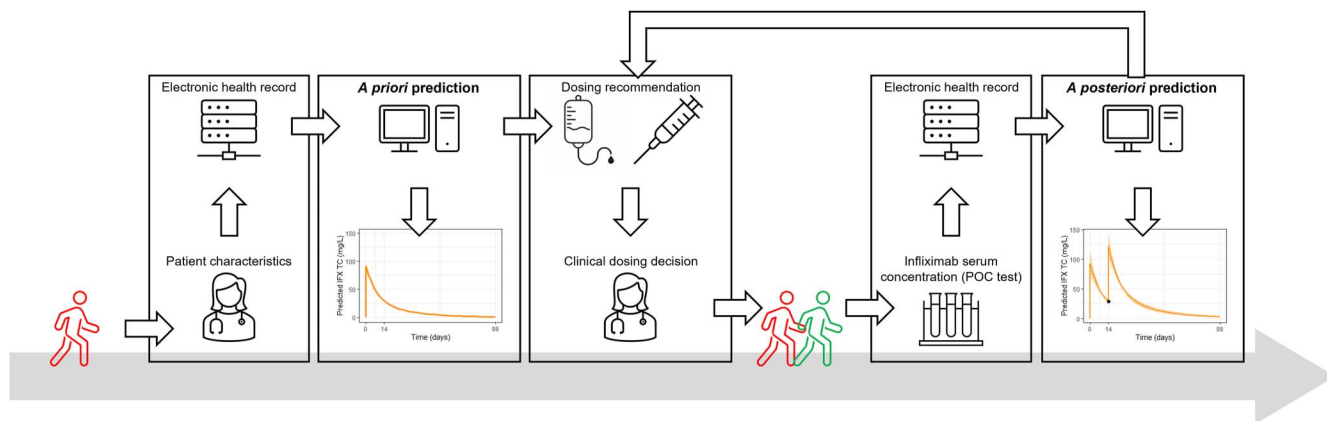 Electronic health record
Patient characteristics
A priori prediction
Predicted IFX TC (mg/L)
150
100
50
0
0
14
98
Time (days)
Dosing recommendation
Clinical dosing decision
Electronic health record
Infliximab serum
concentration (POC test)
A posteriori prediction
Predicted IFX TC (mg/L)
150
100
50
0
0
14
98
Time (days)